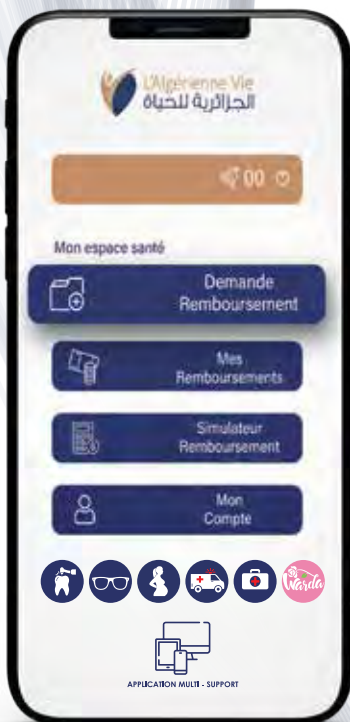 L'Algérienne Vie
الجزائرية للحياة
00
Mon espace santé
Demande
Remboursement
Mes
Remboursements
Simulateur
Remboursement
Mon
Compte
Warda
APPLICATION MULTI - SUPPORT